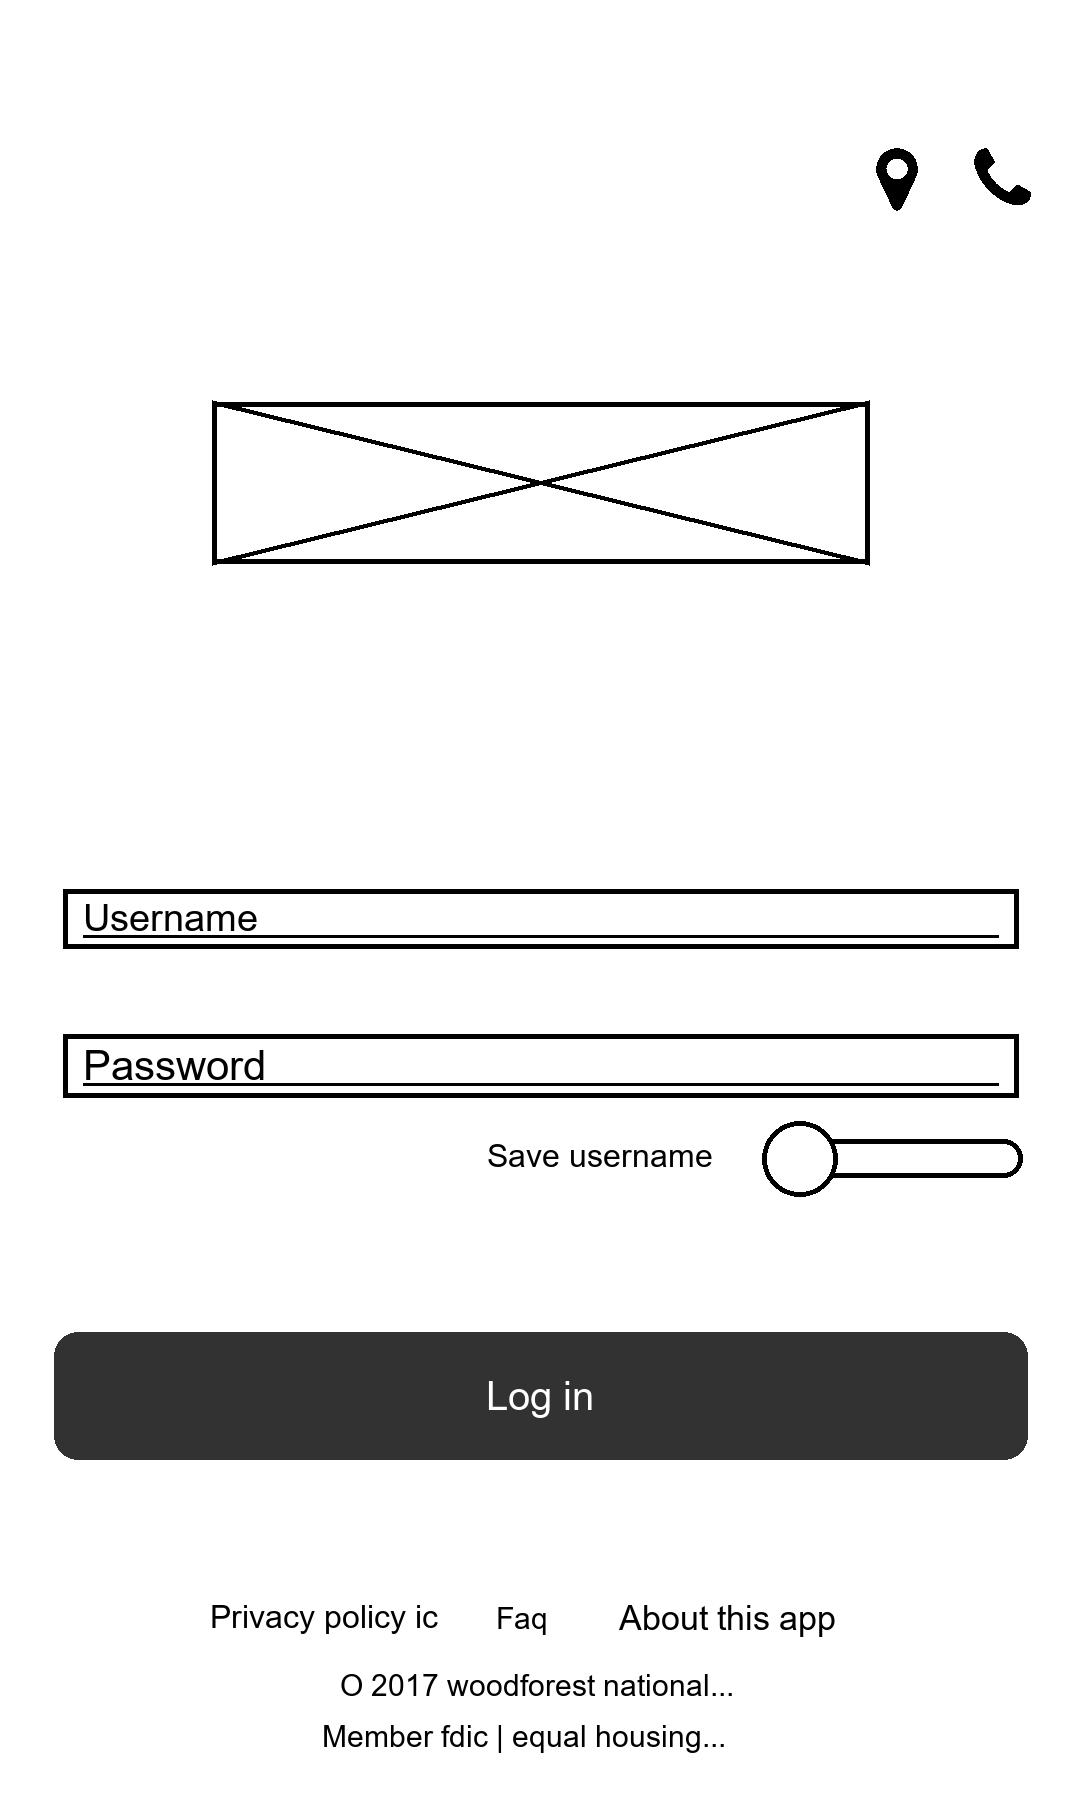 Username
Password
Save username
Log in
Privacy policy ic Faq About this app
O 2017 woodforest national...
Member fdic | equal housing...